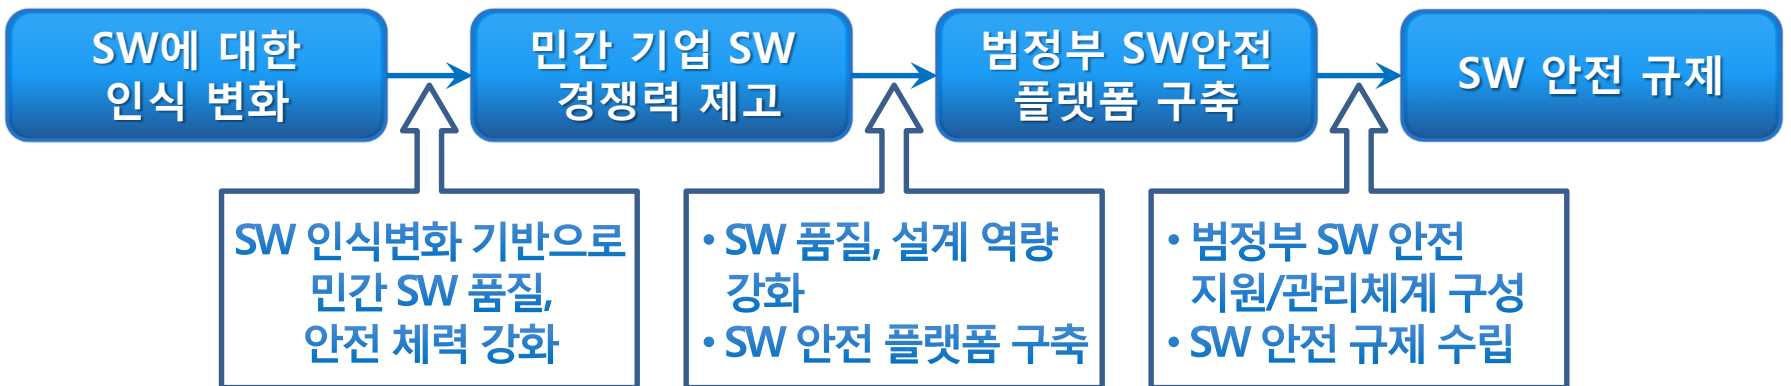 SW에 대한
인식 변화
민간 기업 SW
경쟁력 제고
범정부 SW안전
플랫폼 구축
SW 안전 규제
SW 인식변화 기반으로
민간 SW 품질,
안전 체력 강화
• SW 품질, 설계 역량
강화
• SW 안전 플랫폼 구축
• 범정부 SW 안전
지원/관리체계 구성
• SW 안전 규제 수립